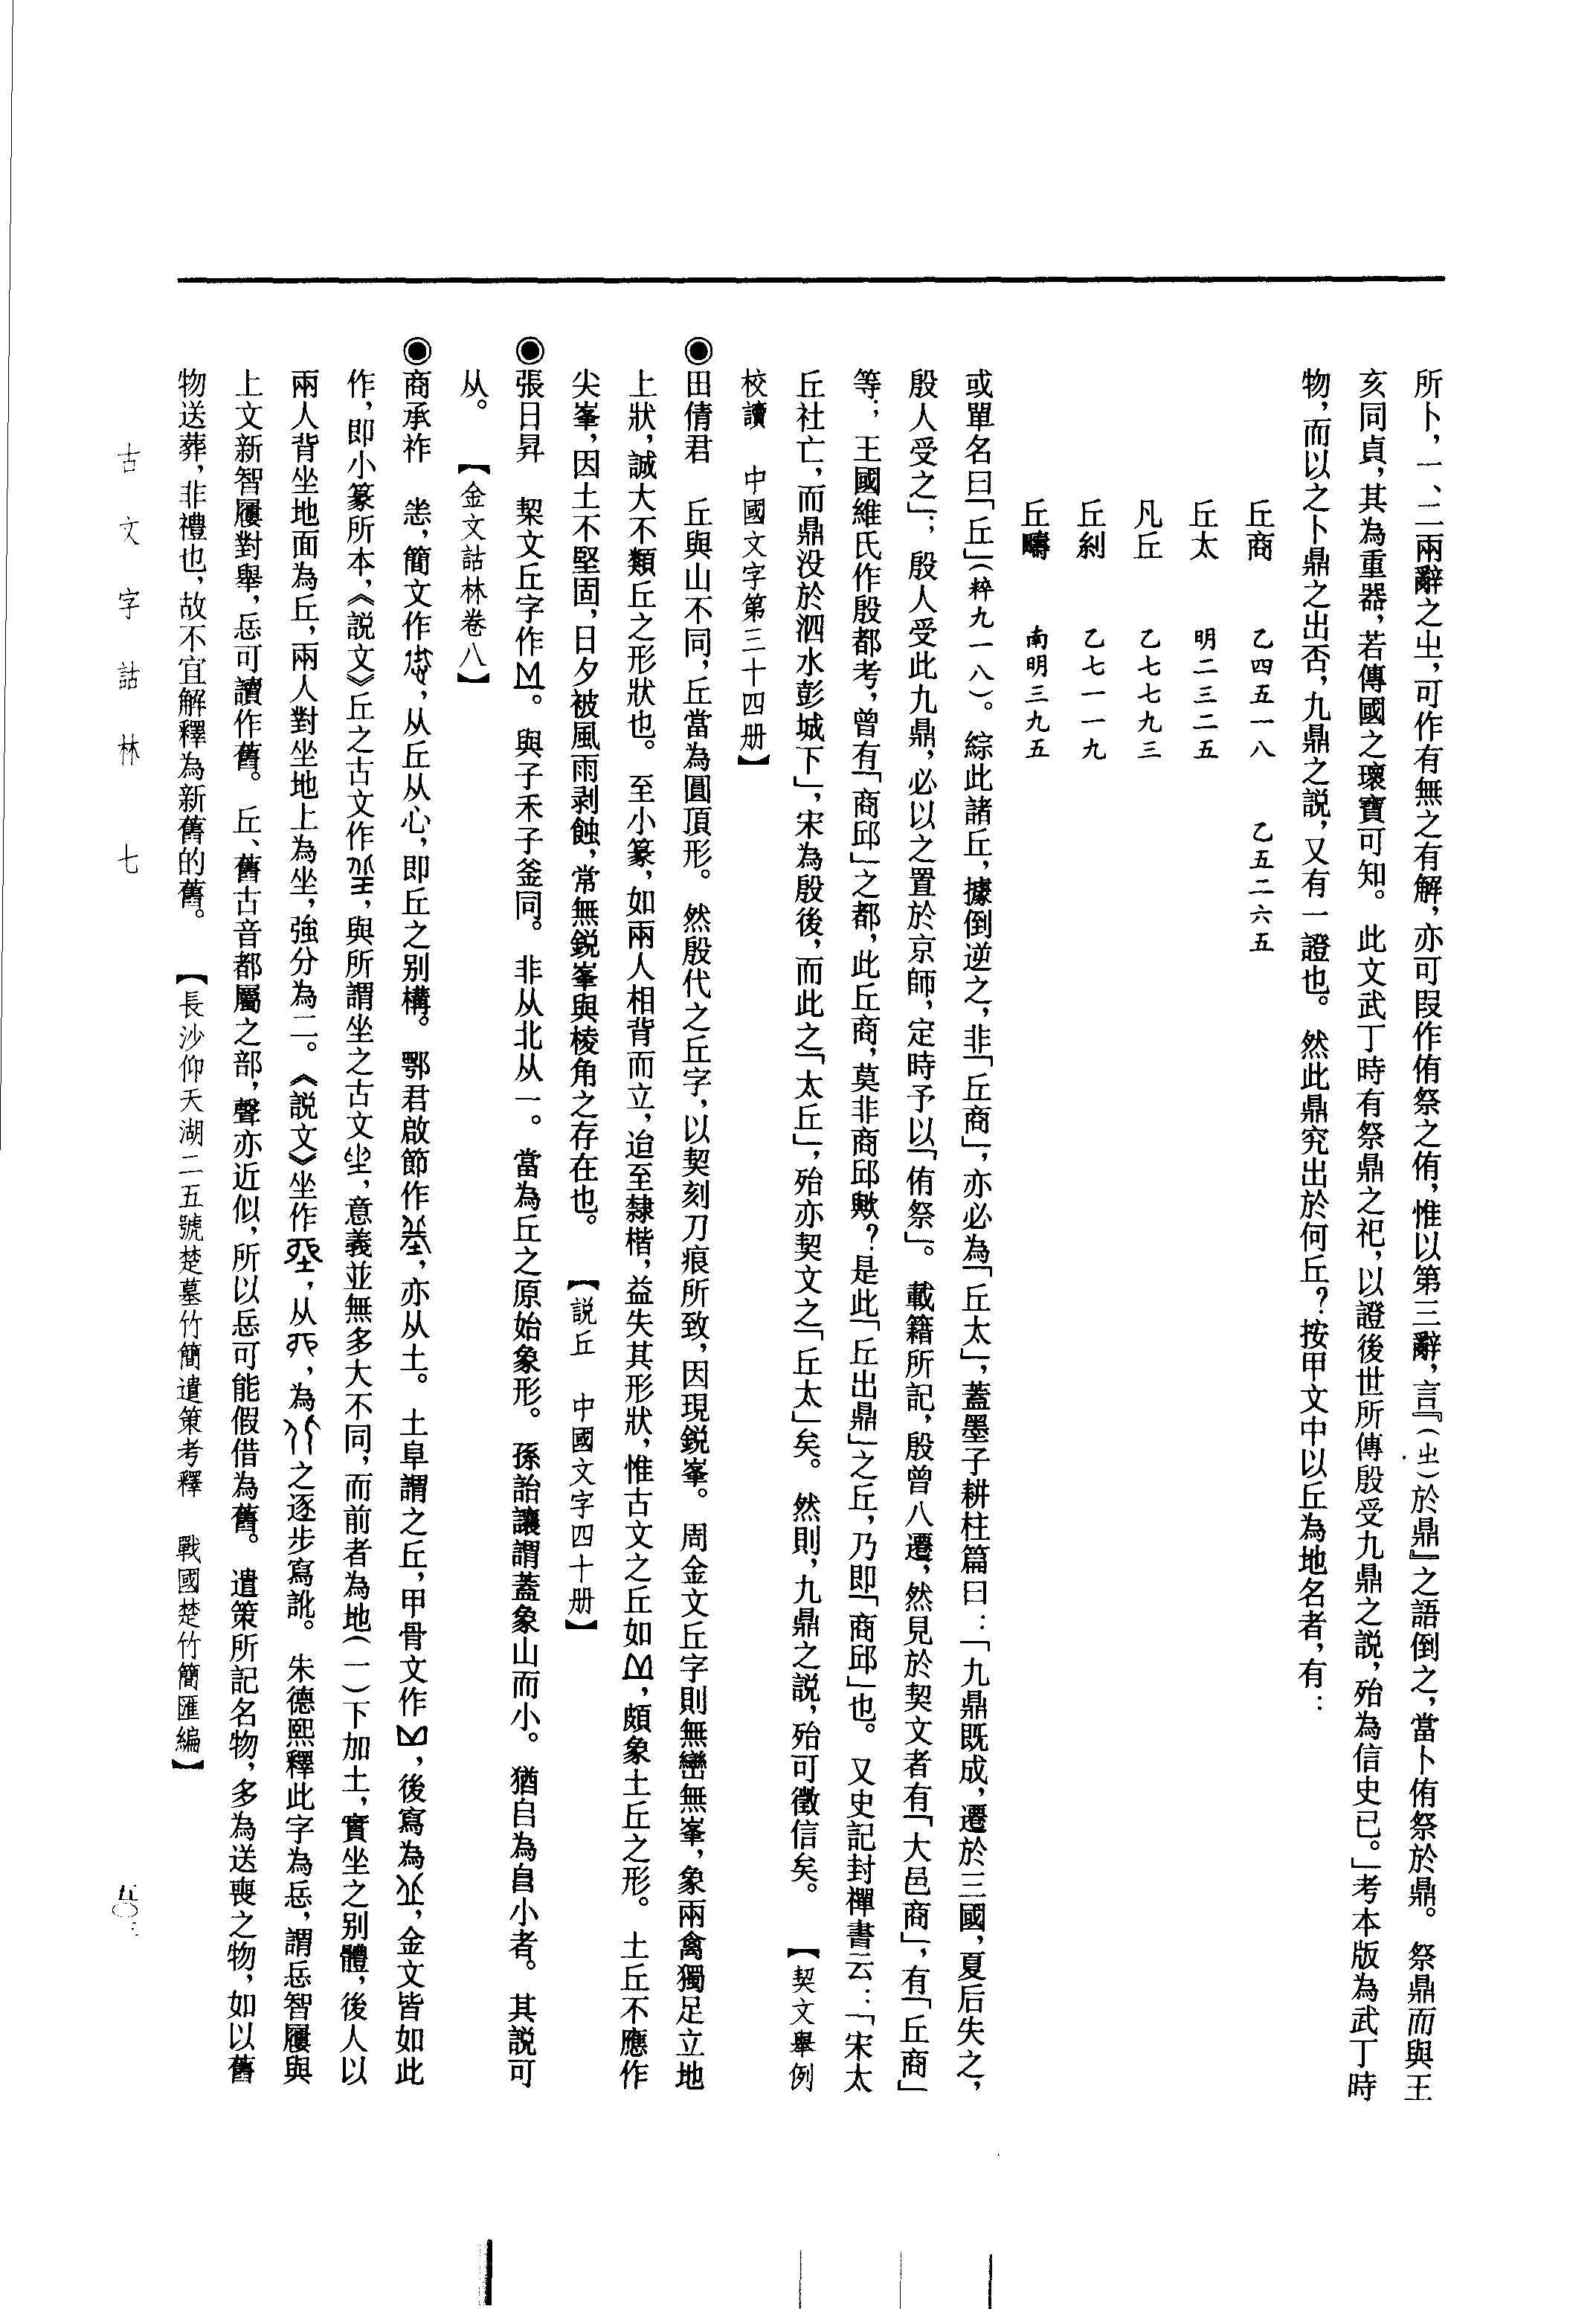 所卜，一、二兩辭之㞢，可作有無之有解，亦可叚作侑祭之侑，惟以第三辭，言『（㞢）於鼎』之語倒之，當卜侑祭於鼎。祭鼎而與王
亥同貞，其為重器，若傳國之瓌寶可知。此文武丁時有祭鼎之祀，以證後世所傳殷受九鼎之説，殆為信史已。」考本版為武丁時
物，而以之卜鼎之出否，九鼎之説，又有一證也。然此鼎究出於何丘？按甲文中以丘為地名者，有：
丘商　乙四五一八　乙五二六五
丘太　明二三二五
凡丘　乙七七九三
丘剁　乙七一一九
丘疇　南明三九五
或單名曰「丘」（粹九一八）。綜此諸丘，據倒逆之，非「丘商」，亦必為「丘太」，蓋墨子耕柱篇曰：「九鼎既成，遷於三國，夏后失之，
殷人受之」；殷人受此九鼎，必以之置於京師，定時予以「侑祭」。載籍所記，殷曾八遷，然見於契文者有「大邑商」，有「丘商」
等；王國維氏作殷都考，曾有「商邱」之都，此丘商，莫非商邱歟？是此「丘出鼎」之丘，乃即「商邱」也。又史記封禪書云：「宋太
丘社亡，而鼎没於泗水彭城下」，宋為殷後，而此之「太丘」，殆亦契文之「丘太」矣。然則，九鼎之説，殆可徵信矣。【契文舉例
校讀　中國文字第三十四册】
◉田倩君　丘與山不同，丘當為圓頂形。然殷代之丘字，以契刻刀痕所致，因現鋭峯。周金文丘字則無巒無峯，象兩禽獨足立地
上狀，誠大不類丘之形狀也。至小篆，如兩人相背而立，迨至隸楷，益失其形狀，惟古文之丘如，頗象土丘之形。土丘不應作
尖峯，因土不堅固，日夕被風雨剥蝕，常無鋭峯與棱角之存在也。【説丘　中國文字四十册】
◉張日昇　契文丘字作。與子禾子釜同。非从北从一。當為丘之原始象形。孫詒讓謂蓋象山而小。猶𠂤為𨸏小者。其説可
从。【金文詁林卷八】
◉商承祚　恙，簡文作，从丘从心，即丘之别構。鄂君啟節作，亦从土。土阜謂之丘，甲骨文作，後寫為，金文皆如此
作，即小篆所本，《説文》丘之古文作，與所謂坐之古文坐，意義並無多大不同，而前者為地（一）下加土，實坐之别體，後人以
兩人背坐地面為丘，兩人對坐地上為坐，強分為二。《説文》坐作，从，為之逐步寫訛。朱德熙釋此字為㤹，謂㤹智屨與
上文新智屨對舉，㤹可讀作舊。丘、舊古音都屬之部，聲亦近似，所以㤹可能假借為舊。遣策所記名物，多為送喪之物，如以舊
物送葬，非禮也，故不宜解釋為新舊的舊。【長沙仰天湖二五號楚墓竹簡遣策考釋　戰國楚竹簡匯編】
古文字詁林　七
五〇三